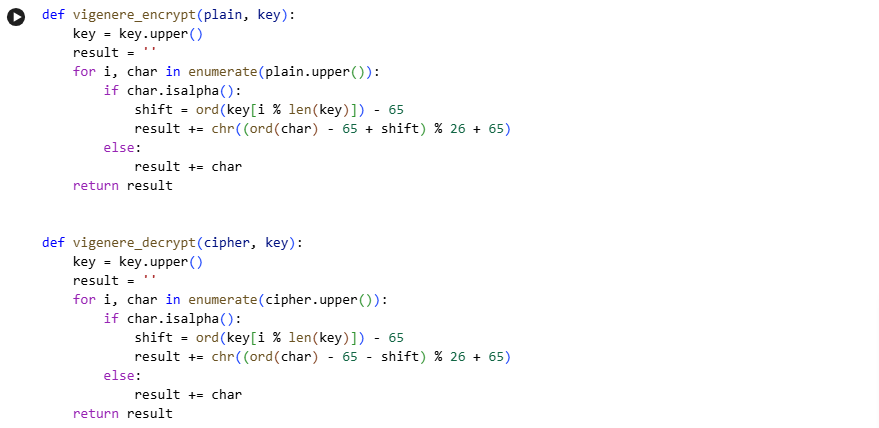 def vigenere_encrypt(plain, key):
    key = key.upper()
    result = ''
    for i, char in enumerate(plain.upper()):
        if char.isalpha():
            shift = ord(key[i % len(key)]) - 65
            result += chr((ord(char) - 65 + shift) % 26 + 65)
        else:
            result += char
    return result

def vigenere_decrypt(cipher, key):
    key = key.upper()
    result = ''
    for i, char in enumerate(cipher.upper()):
        if char.isalpha():
            shift = ord(key[i % len(key)]) - 65
            result += chr((ord(char) - 65 - shift) % 26 + 65)
        else:
            result += char
    return result